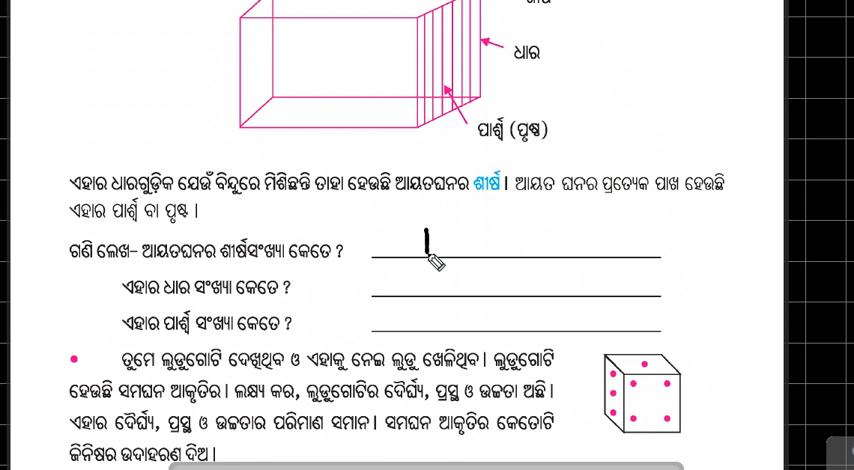 ଧାର
ପାର୍ଶ୍ୱ (ପୃଷ୍ଠ)
ଏହାର ଧାରଗୁଡ଼ିକ ଯେଉଁ ବିନ୍ଦୁରେ ମିଶିଛନ୍ତି ତାହା ହେଉଛି ଆୟତଘନର ଶୀର୍ଷ। ଆୟତ ଘନର ପ୍ରତ୍ୟେକ ପାଖ ହେଉଛି
ଏହାର ପାର୍ଶ୍ୱ ବା ପୃଷ୍ଠ ।
ଗଣି ଲେଖ– ଆୟତଘନର ଶୀର୍ଷସଂଖ୍ୟା କେତେ ?
ଏହାର ଧାର ସଂଖ୍ୟା କେତେ ?
ଏହାର ପାର୍ଶ୍ୱ ସଂଖ୍ୟା କେତେ ?
• ତୁମେ ଲୁଡୁଗୋଟି ଦେଖିଥିବ ଓ ଏହାକୁ ନେଇ ଲୁଡୁ ଖେଳିଥିବ। ଲୁଡୁଗୋଟି
ହେଉଛି ସମଘନ ଆକୃତିର। ଲକ୍ଷ୍ୟ କର, ଲୁଡୁଗୋଟିର ଦୈର୍ଘ୍ୟ, ପ୍ରସ୍ଥ ଓ ଉଚ୍ଚତା ଅଛି।
ଏହାର ଦୈର୍ଘ୍ୟ, ପ୍ରସ୍ଥ ଓ ଉଚ୍ଚତାର ପରିମାଣ ସମାନ। ସମଘନ ଆକୃତିର କେତୋଟି
ଜିନିଷର ଉଦାହରଣ ଦିଅ।